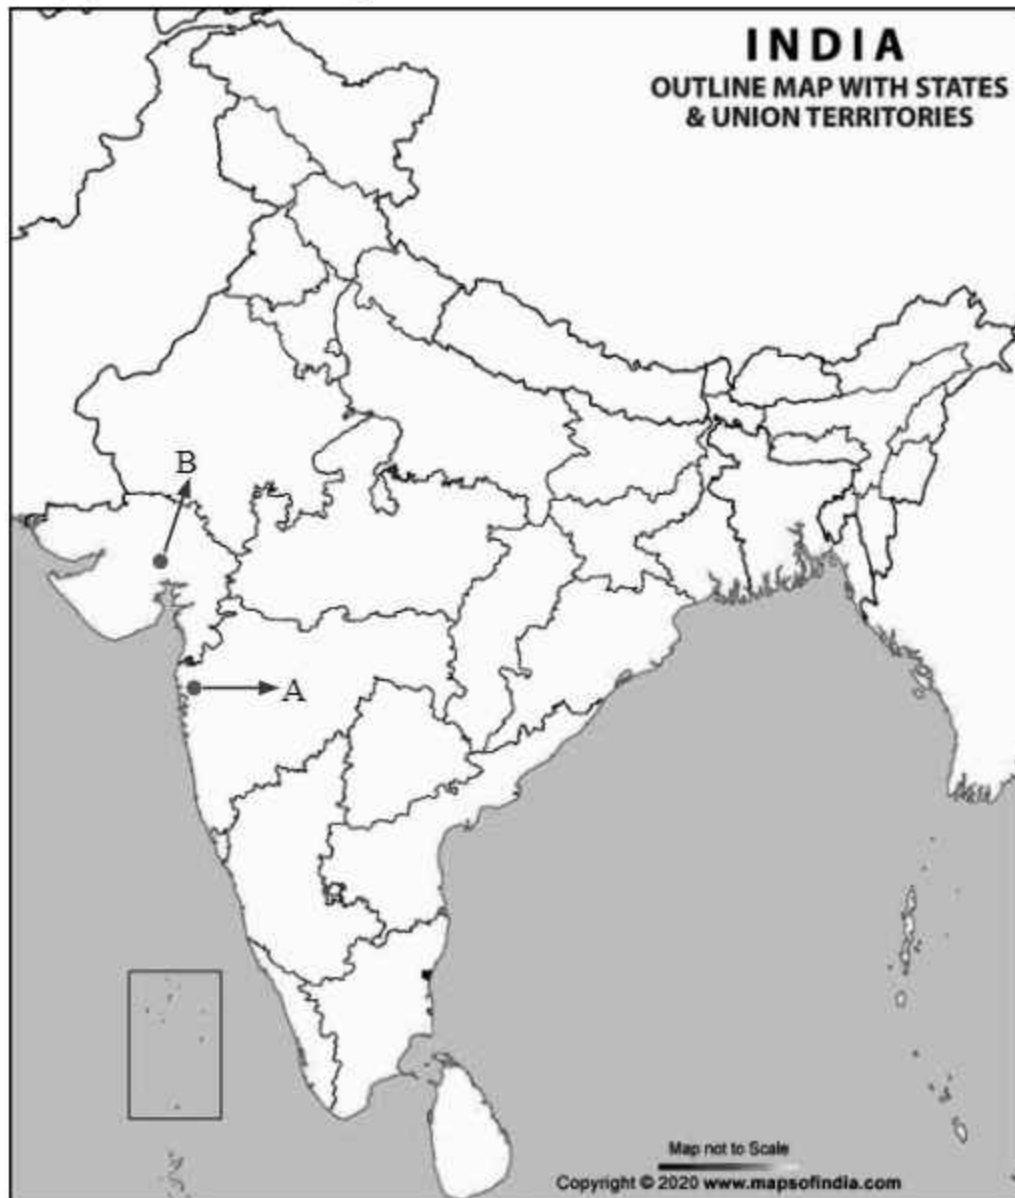 INDIA
OUTLINE MAP WITH STATES
& UNION TERRITORIES
B
A
Map not to Scale
Copyright © 2020 www.mapsofindia.com